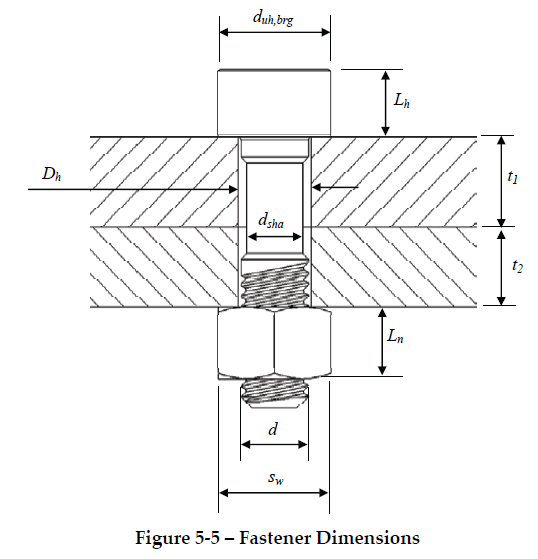 d_uh,brg
L_h
D_h
t_1
d_sha
t_2
L_n
d
s_w
Figure 5-5 – Fastener Dimensions